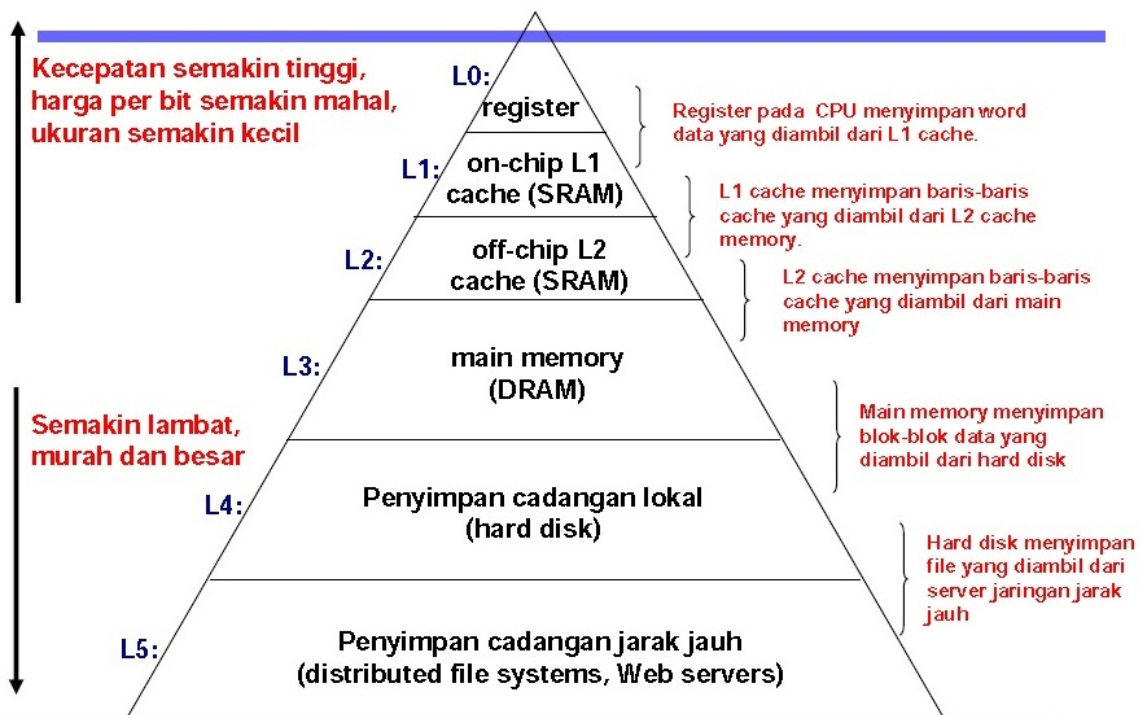 Kecepatan semakin tinggi,
harga per bit semakin mahal,
ukuran semakin kecil
Semakin lambat,
murah dan besar
L0:
register
L1:
on-chip L1
cache (SRAM)
L2:
off-chip L2
cache (SRAM)
L3:
main memory
(DRAM)
L4:
Penyimpan cadangan lokal
(hard disk)
L5:
Penyimpan cadangan jarak jauh
(distributed file systems, Web servers)
Register pada CPU menyimpan word
data yang diambil dari L1 cache.
L1 cache menyimpan baris-baris
cache yang diambil dari L2 cache
memory.
L2 cache menyimpan baris-baris
cache yang diambil dari main
memory
Main memory menyimpan
blok-blok data yang
diambil dari hard disk
Hard disk menyimpan
file yang diambil dari
server jaringan jarak
jauh